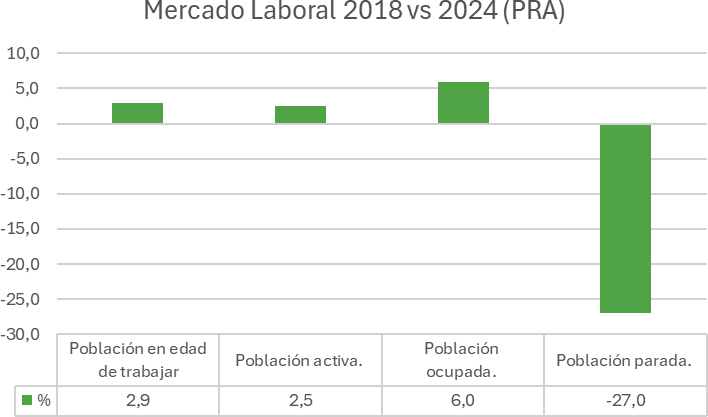 Mercado Laboral 2018 vs 2024 (PRA)
10,0
5,0
0,0
-5,0
-10,0
-15,0
-20,0
-25,0
-30,0
Población en edad
de trabajar
Población activa.
Población
ocupada.
Población parada.
% 2,9 2,5 6,0 -27,0